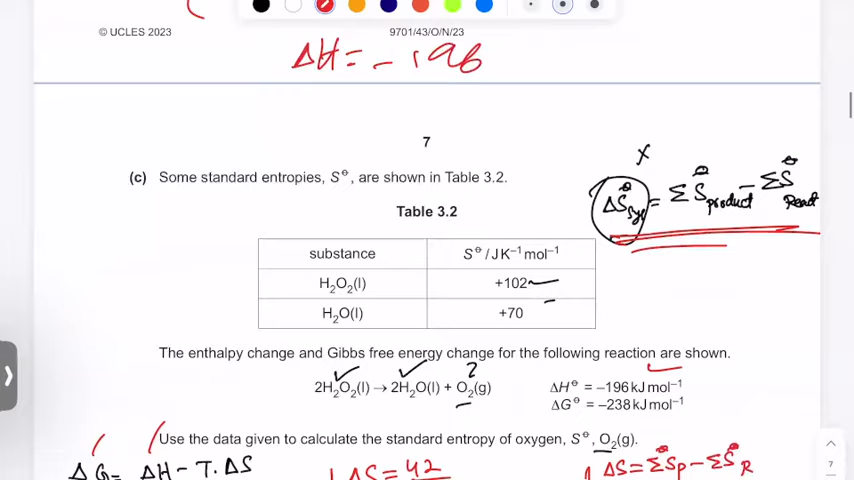 © UCLES 2023
9701/43/O/N/23
ΔH = -196
7
(c) Some standard entropies, S⦵, are shown in Table 3.2.
x
ΔS⦵sys = ΣS⦵product - ΣS⦵React
Table 3.2
substance S⦵/JK⁻¹mol⁻¹
H₂O₂(l) +102
H₂O(l) +70
The enthalpy change and Gibbs free energy change for the following reaction are shown.
?
2H₂O₂(l) → 2H₂O(l) + O₂(g)
ΔH⦵ = –196 kJ mol⁻¹
ΔG⦵ = –238 kJ mol⁻¹
Use the data given to calculate the standard entropy of oxygen, S⦵, O₂(g).
ΔG = ΔH - T.ΔS
ΔS = 42
ΔS = ΣS⦵P - ΣS⦵R
7